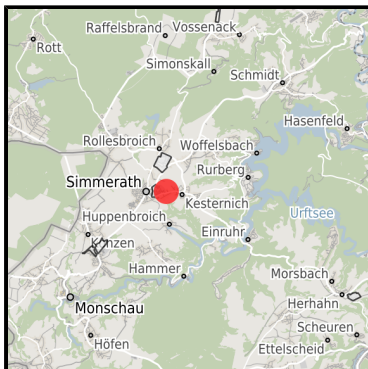 Raffelsbrand
Vossenack
Rott
Simonskall
Schmidt
Hasenfeld
Rollesbroich
Woffelsbach
Rurberg
Simmerath
Kesternich
Huppenbroich
Urftsee
Einruhr
Konzen
Hammer
Morsbach
Herhahn
Monschau
Scheuren
Höfen
Ettelscheid